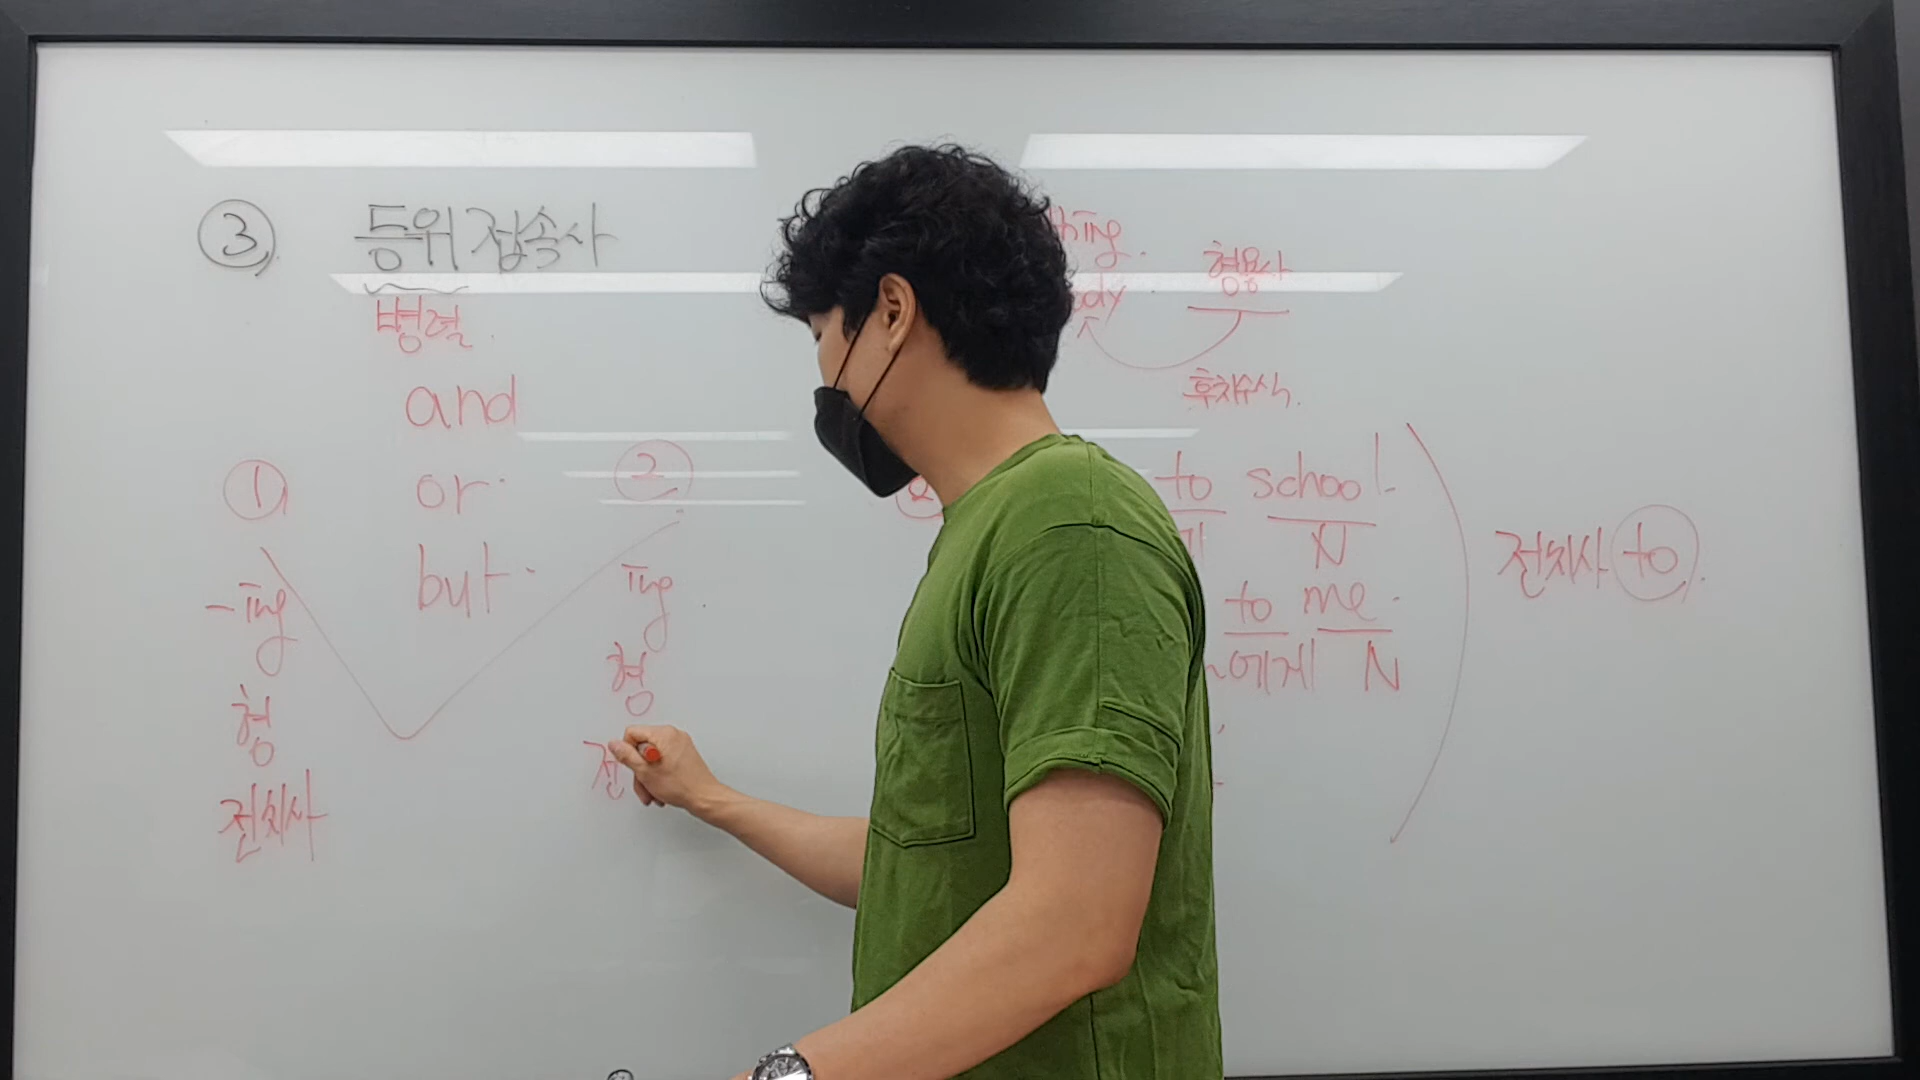 ③ 등위접속사
병렬.
and
① or ②
but
-ing
형
전치사
ing
형
전
thing.
body
형용사
후치수식.
to school
N
to me.
~에게 N
전치사 to